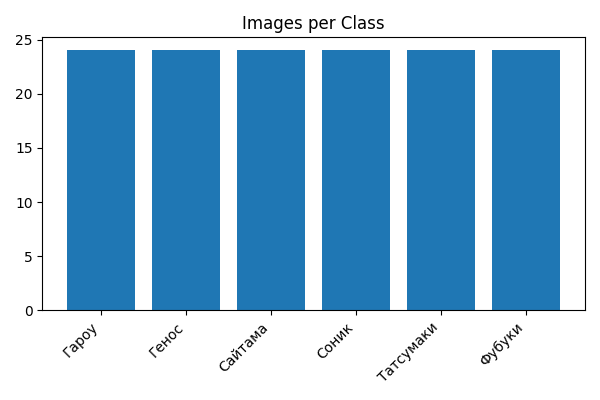 Images per Class
25
20
15
10
5
0
Гароу
Генос
Сайтама
Соник
Татсумаки
Фубуки